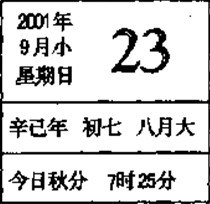 2001年
9月小
星期日
23
辛己年 初七 八月大
今日秋分 7时25分